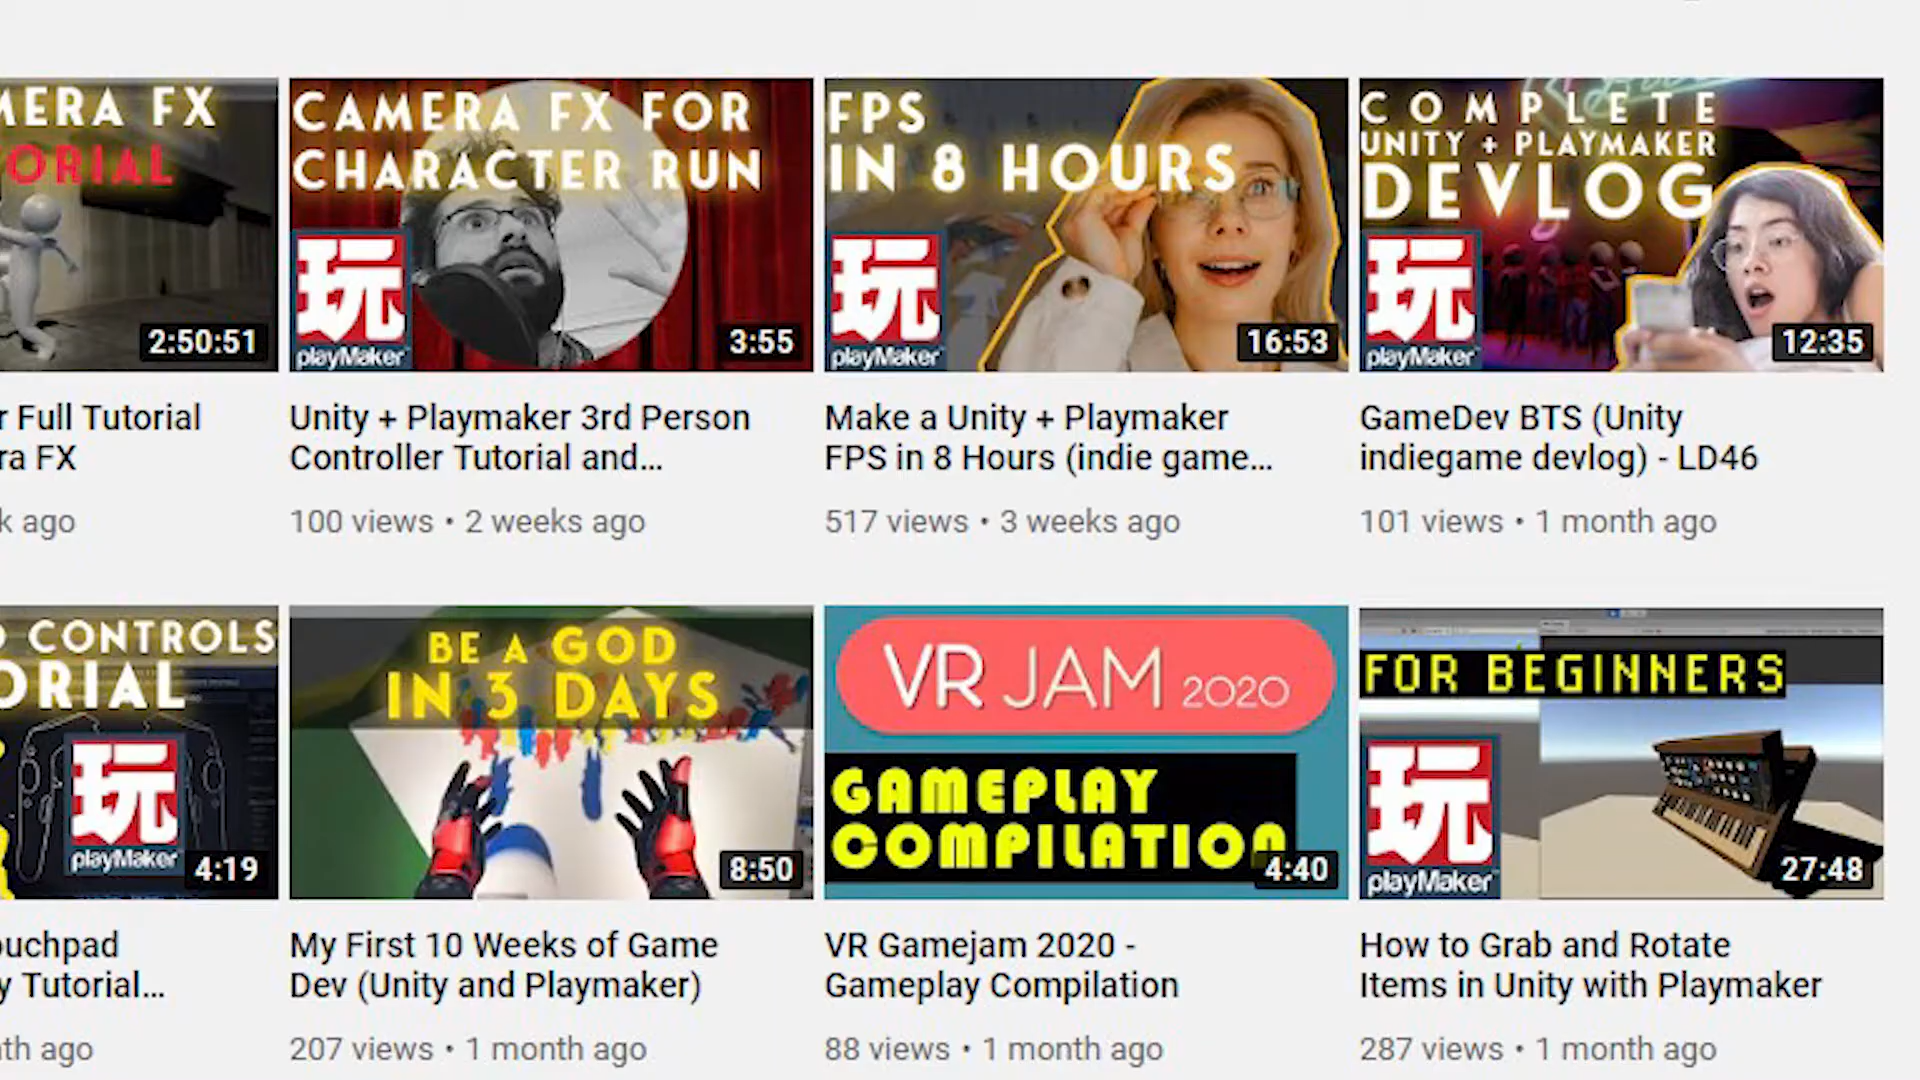 MERA FX
ORIAL
2:50:51
r Full Tutorial
ra FX
k ago
CAMERA FX FOR
CHARACTER RUN
玩
playMaker™
3:55
Unity + Playmaker 3rd Person
Controller Tutorial and...
100 views • 2 weeks ago
FPS
IN 8 HOURS
玩
playMaker™
16:53
Make a Unity + Playmaker
FPS in 8 Hours (indie game...
517 views • 3 weeks ago
COMPLETE
UNITY + PLAYMAKER
DEVLOG
玩
playMaker™
12:35
GameDev BTS (Unity
indiegame devlog) - LD46
101 views • 1 month ago
CONTROLS
ORIAL
玩
playMaker™
4:19
ouchpad
y Tutorial...
th ago
BE A GOD
IN 3 DAYS
8:50
My First 10 Weeks of Game
Dev (Unity and Playmaker)
207 views • 1 month ago
VR JAM 2020
GAMEPLAY
COMPILATION
4:40
VR Gamejam 2020 -
Gameplay Compilation
88 views • 1 month ago
FOR BEGINNERS
玩
playMaker™
27:48
How to Grab and Rotate
Items in Unity with Playmaker
287 views • 1 month ago